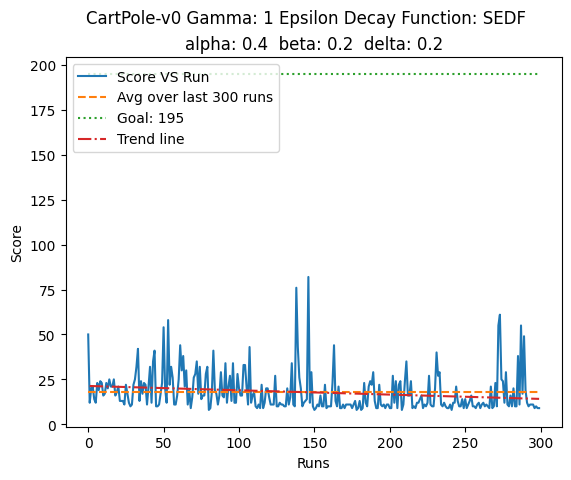 CartPole-v0 Gamma: 1 Epsilon Decay Function: SEDF
alpha: 0.4  beta: 0.2  delta: 0.2
Score VS Run
Avg over last 300 runs
Goal: 195
Trend line
Score
200
175
150
125
100
75
50
25
0
0 50 100 150 200 250 300
Runs